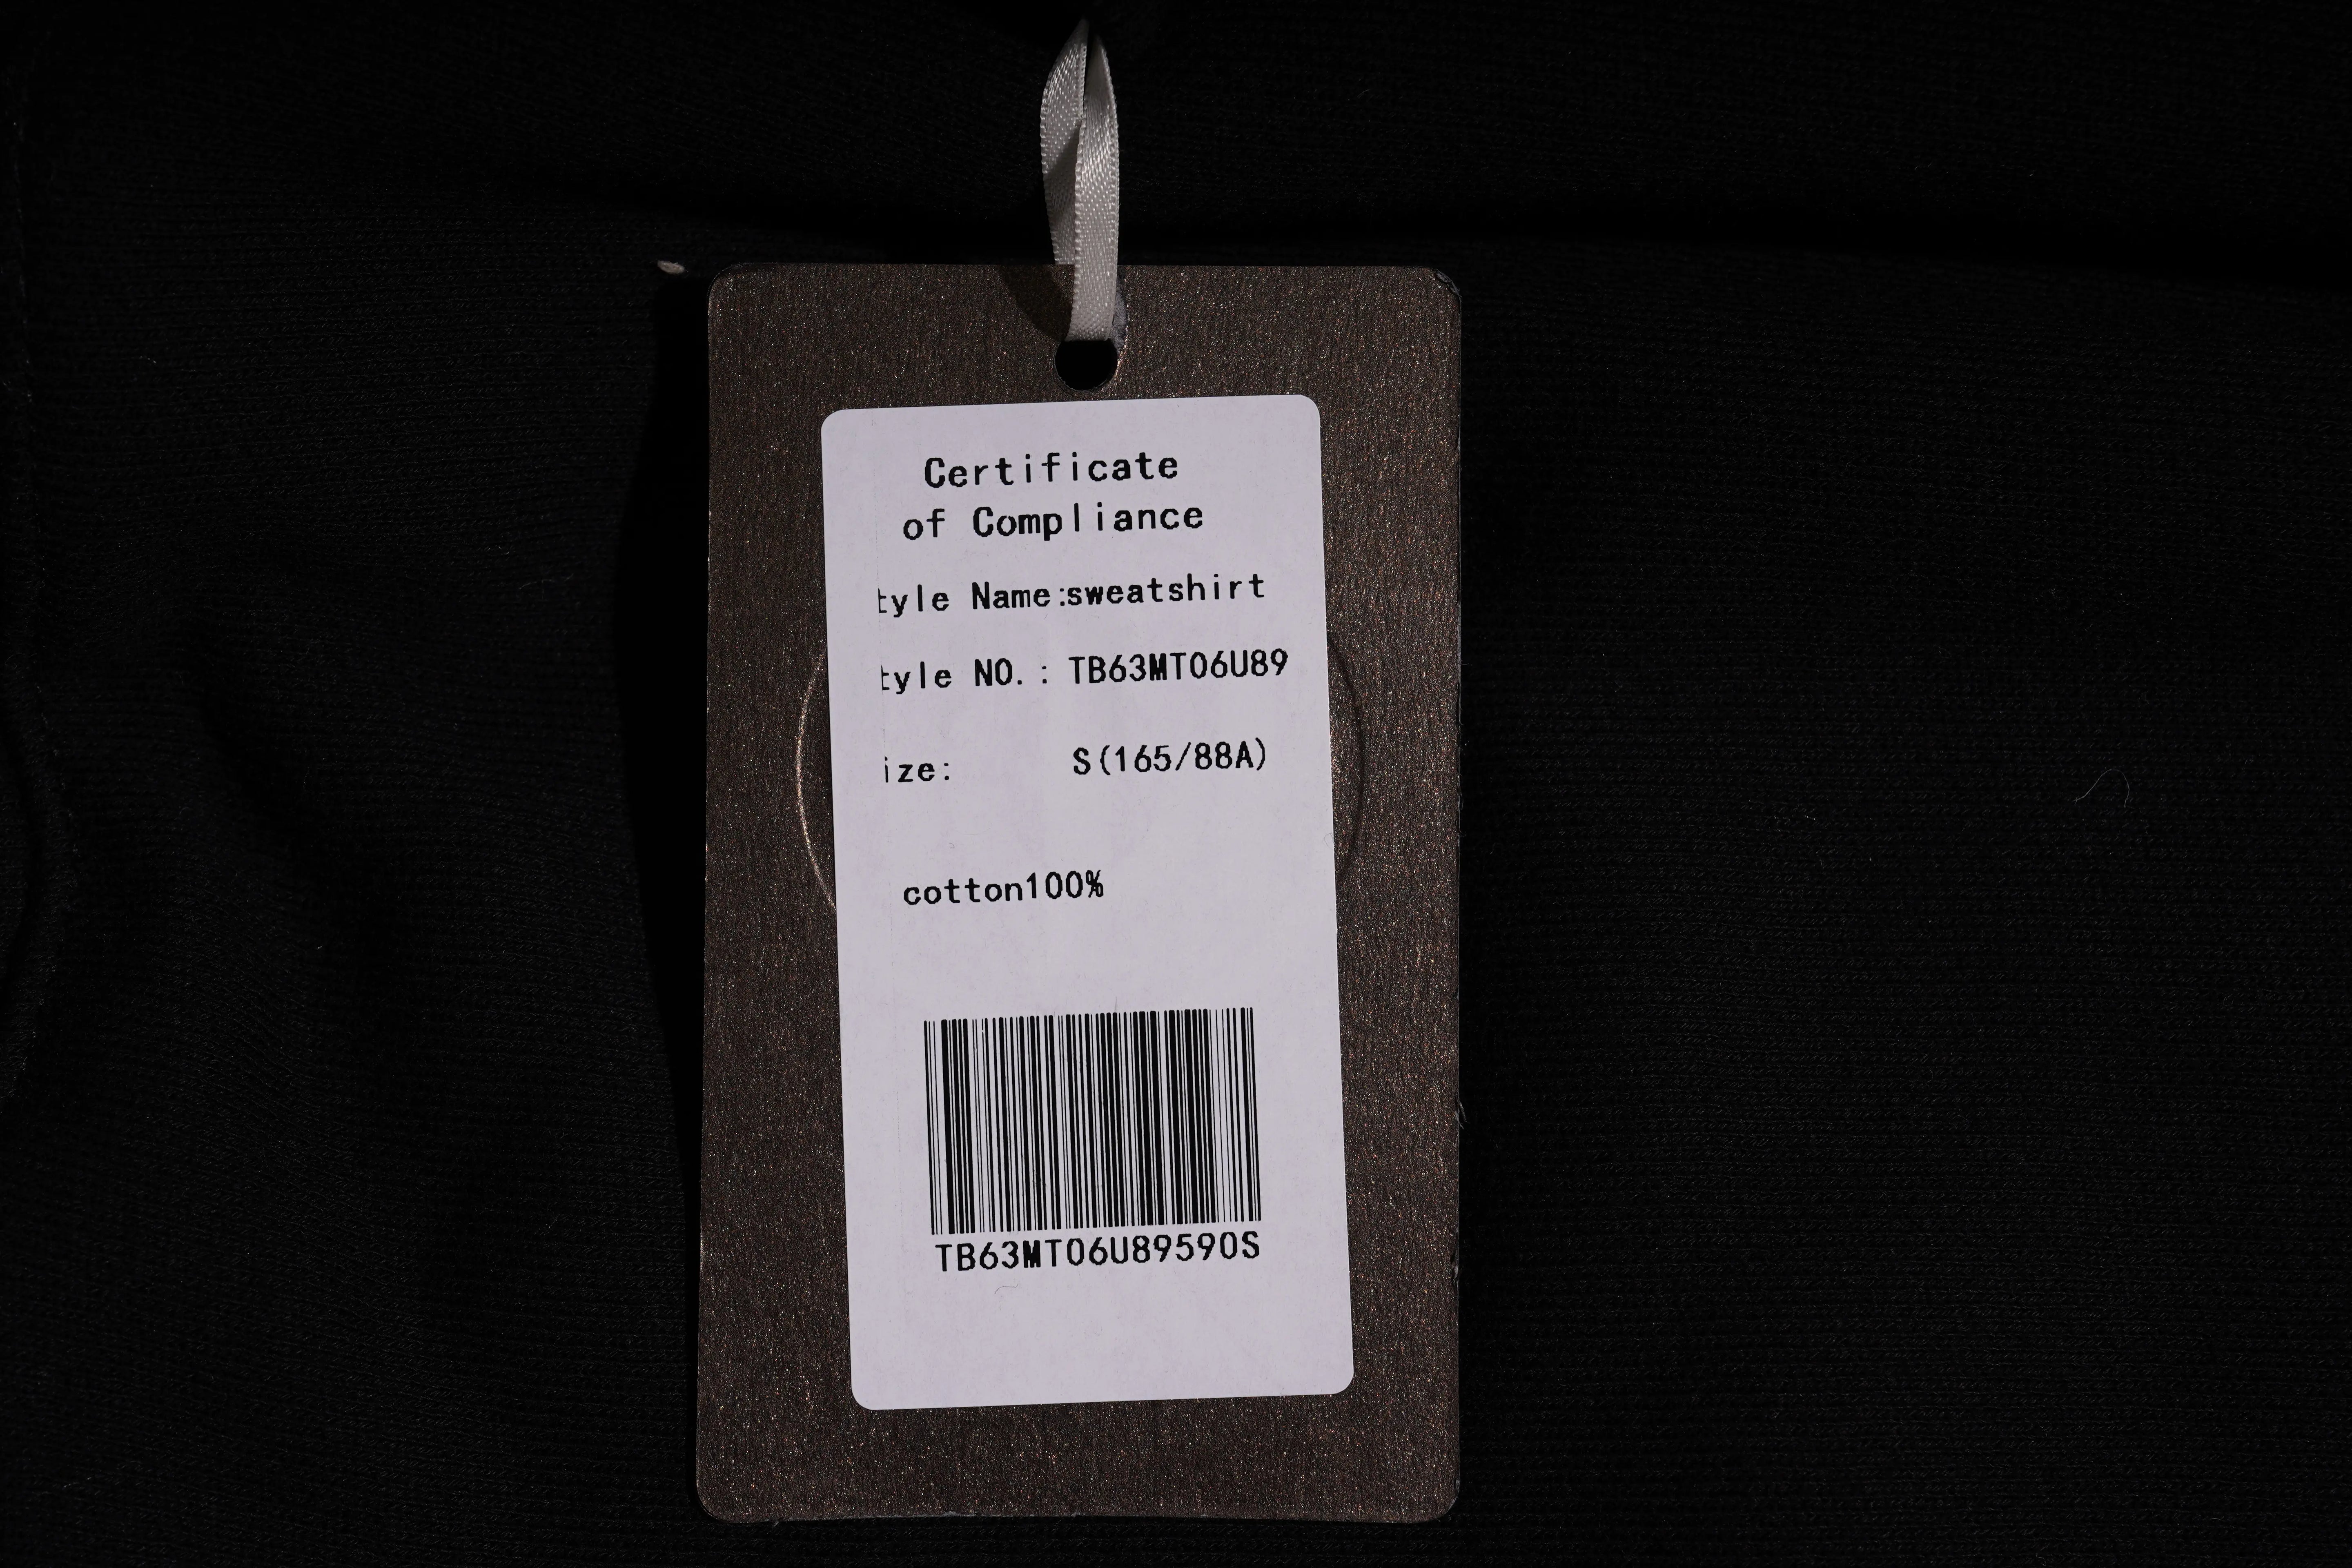 Certificate
of Compliance
tyle Name:sweatshirt
tyle NO.: TB63MT06U89
ize: S(165/88A)
cotton100%
TB63MT06U89590S